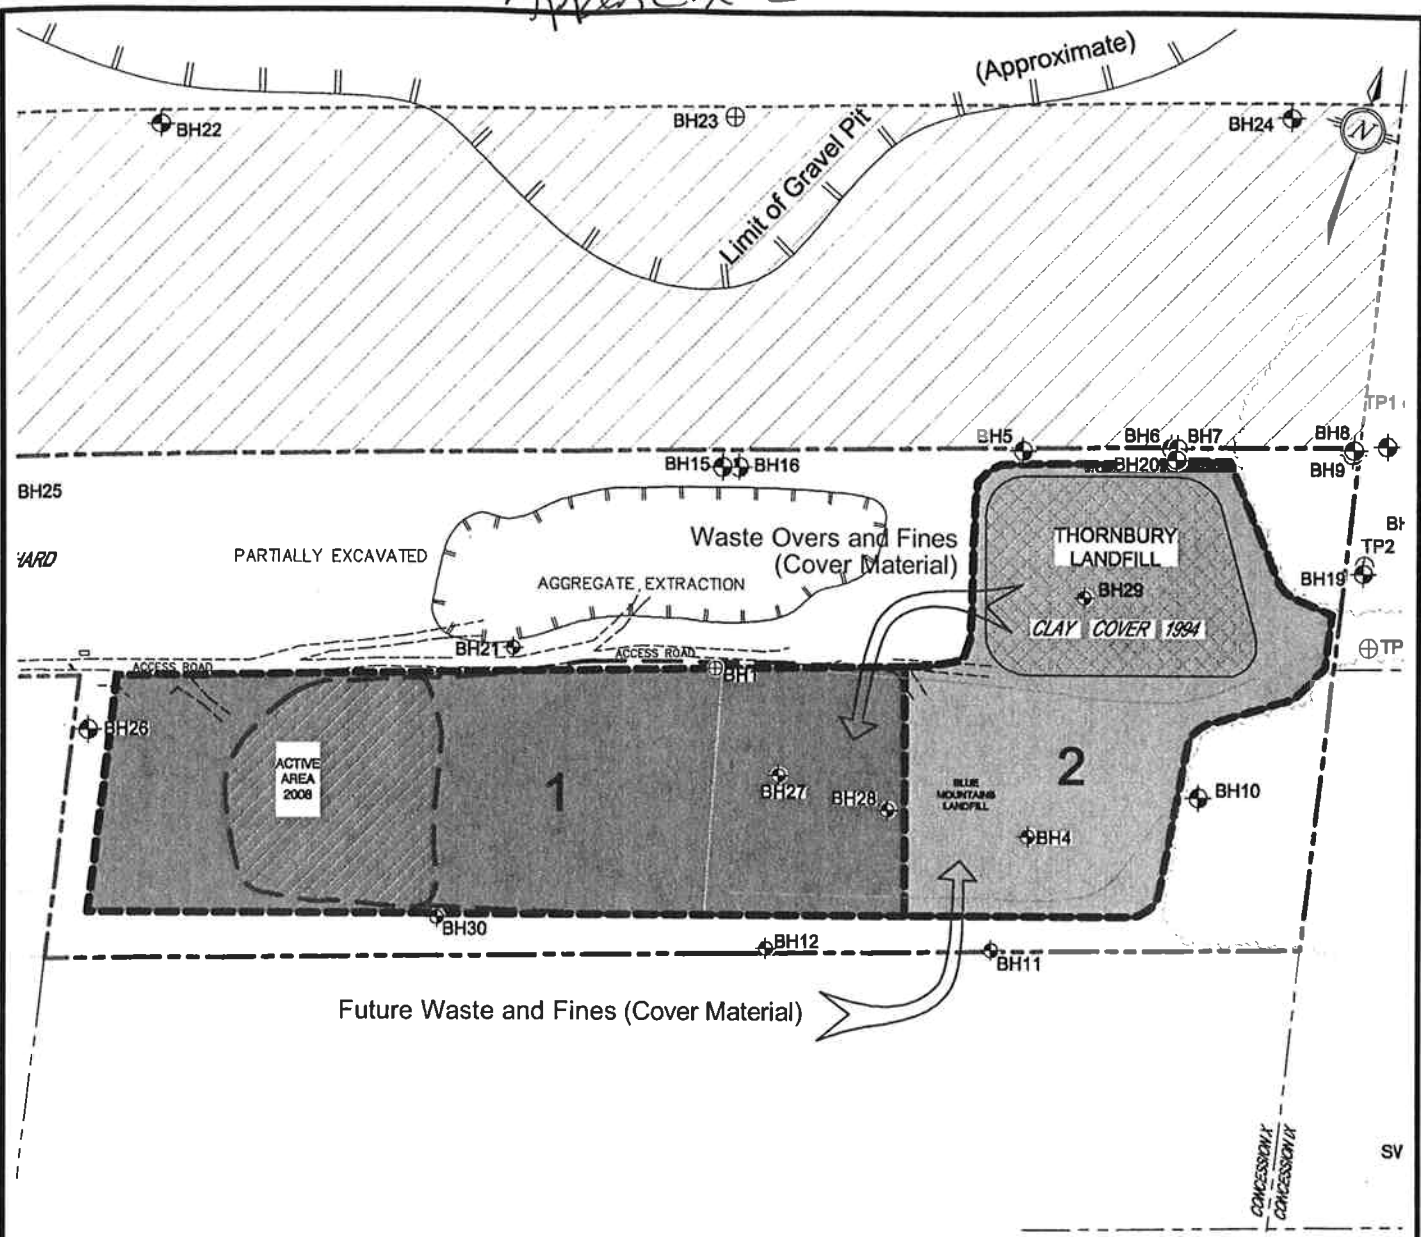 Appendix
(Approximate)
BH22
BH23
BH24
N
Limit of Gravel Pit
TP1
BH5
BH6
BH7
BH8
BH15
BH16
BH20
BH9
BH25
Waste Overs and Fines
(Cover Material)
THORNBURY
LANDFILL
TP2
PARTIALLY EXCAVATED
AGGREGATE EXTRACTION
BH19
BH29
CLAY COVER 1994
BH21
ACCESS ROAD
ACCESS ROAD
BH1
TP
BH26
ACTIVE
AREA
2008
1
2
BH27
BH28
BLUE
MOUNTAINS
LANDFILL
BH10
BH4
BH30
BH12
BH11
Future Waste and Fines (Cover Material)
CONCESSION X
CONCESSION IX
SV